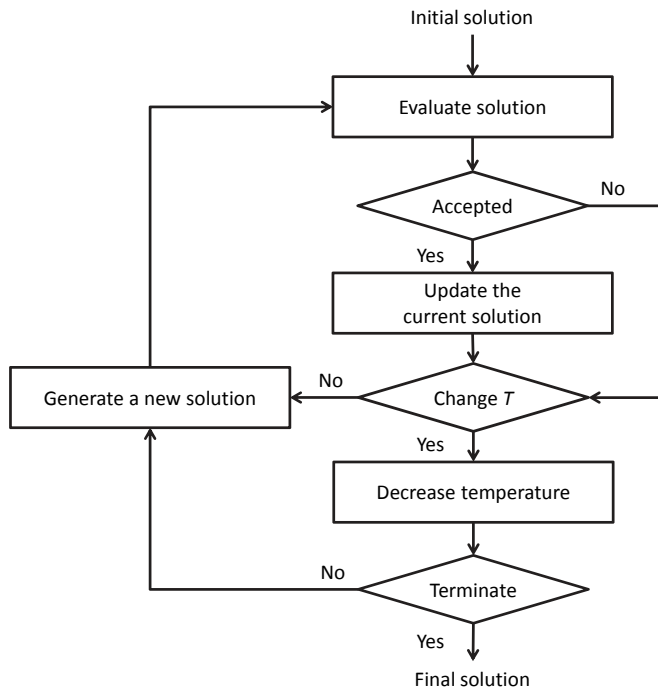 Initial solution
Evaluate solution
Accepted
No
Yes
Update the
current solution
Generate a new solution
No
Change T
Yes
Decrease temperature
No
Terminate
Yes
Final solution